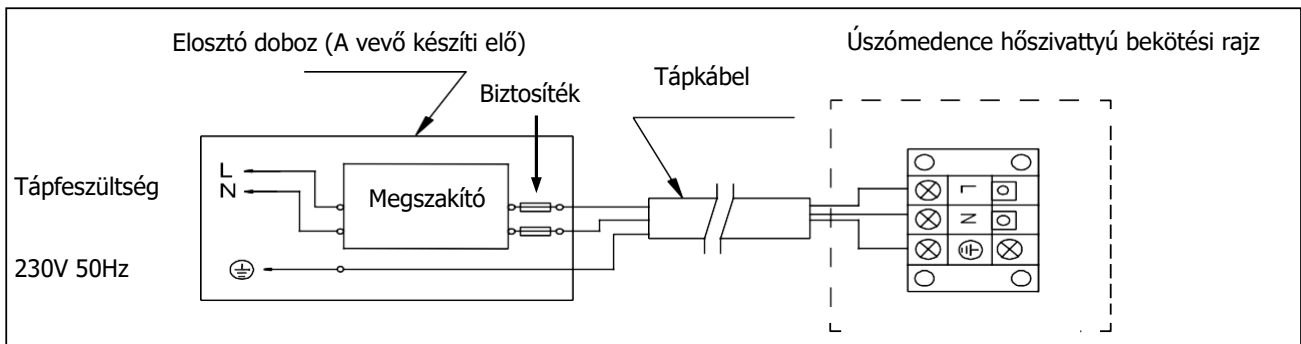 Elosztó doboz (A vevő készíti elő)
Úszómedence hőszivattyú bekötési rajz
Biztosíték
Tápkábel
Tápfeszültség
L
N
Megszakító
230V 50Hz
L
N